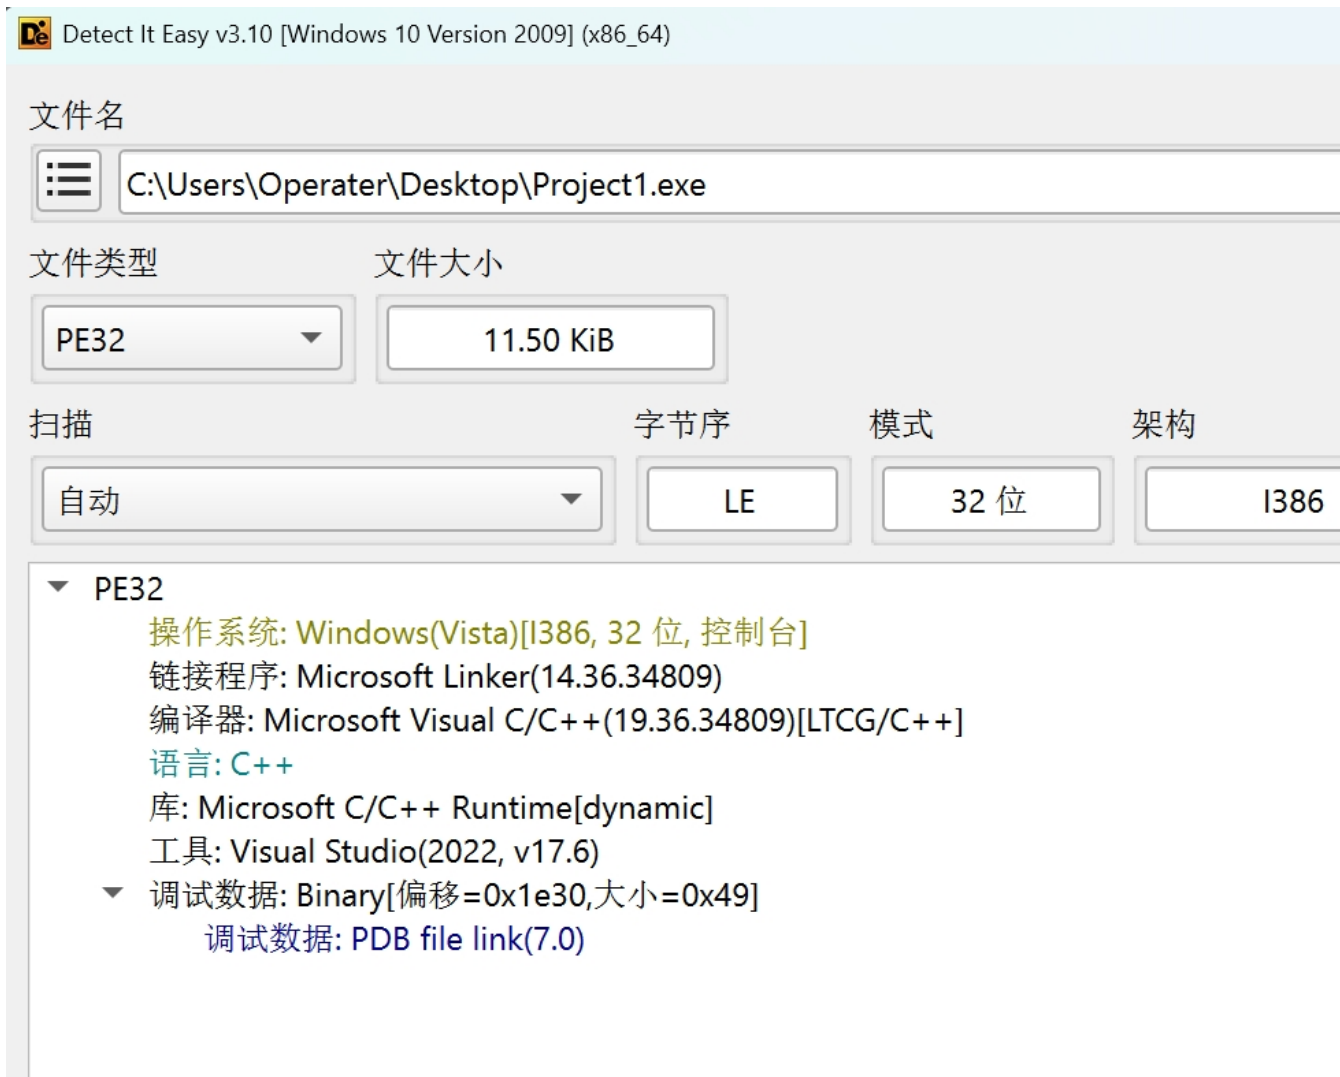 Detect It Easy v3.10 [Windows 10 Version 2009] (x86_64)
文件名
C:\Users\Operater\Desktop\Project1.exe
文件类型 文件大小
PE32 11.50 KiB
扫描 字节序 模式 架构
自动 LE 32 位 I386
PE32
操作系统: Windows(Vista)[I386, 32 位, 控制台]
链接程序: Microsoft Linker(14.36.34809)
编译器: Microsoft Visual C/C++(19.36.34809)[LTCG/C++]
语言: C++
库: Microsoft C/C++ Runtime[dynamic]
工具: Visual Studio(2022, v17.6)
调试数据: Binary[偏移=0x1e30,大小=0x49]
调试数据: PDB file link(7.0)